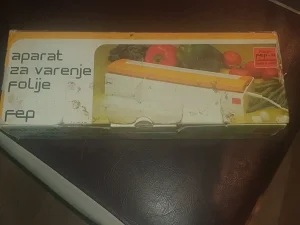 aparat
za varenje
folije
fep